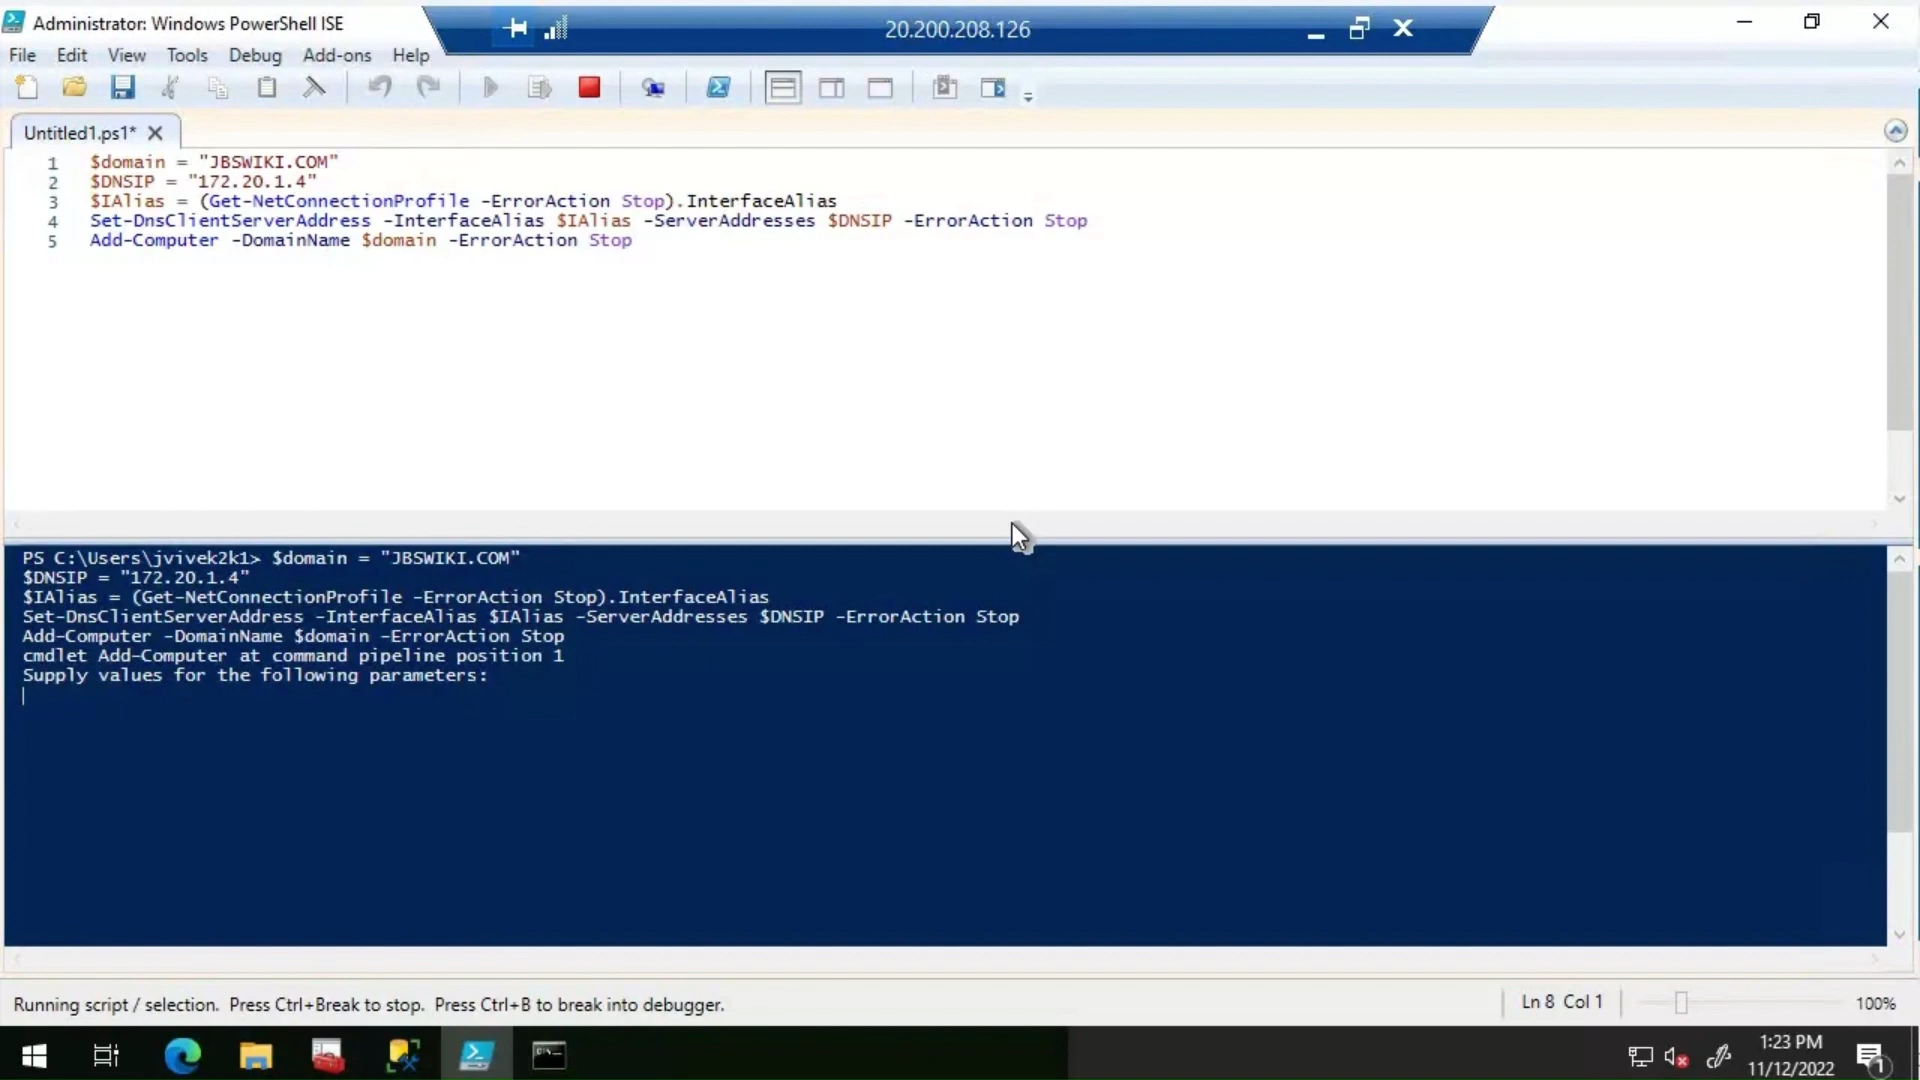 Administrator: Windows PowerShell ISE
20.200.208.126
File Edit View Tools Debug Add-ons Help
Untitled1.ps1*
1 $domain = "JBSWIKI.COM"
2 $DNSIP = "172.20.1.4"
3 $IAlias = (Get-NetConnectionProfile -ErrorAction Stop).InterfaceAlias
4 Set-DnsClientServerAddress -InterfaceAlias $IAlias -ServerAddresses $DNSIP -ErrorAction Stop
5 Add-Computer -DomainName $domain -ErrorAction Stop
PS C:\Users\jvivek2k1> $domain = "JBSWIKI.COM"
$DNSIP = "172.20.1.4"
$IAlias = (Get-NetConnectionProfile -ErrorAction Stop).InterfaceAlias
Set-DnsClientServerAddress -InterfaceAlias $IAlias -ServerAddresses $DNSIP -ErrorAction Stop
Add-Computer -DomainName $domain -ErrorAction Stop
cmdlet Add-Computer at command pipeline position 1
Supply values for the following parameters:
Running script / selection. Press Ctrl+Break to stop. Press Ctrl+B to break into debugger.
Ln 8 Col 1
100%
1:23 PM
11/12/2022
1